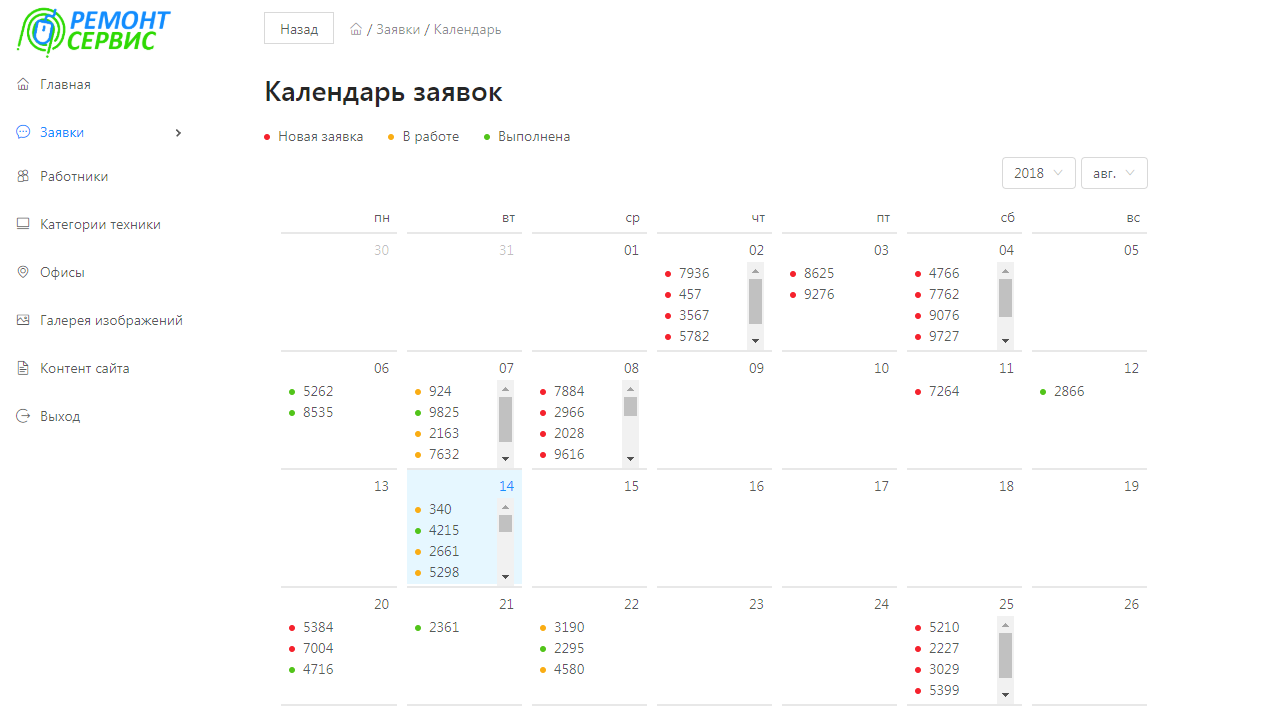 РЕМОНТ
СЕРВИС
Назад
/ Заявки / Календарь
Главная
Заявки
Работники
Категории техники
Офисы
Галерея изображений
Контент сайта
Выход
Календарь заявок
Новая заявка В работе Выполнена
2018 авг.
пн вт ср чт пт сб вс
30 31 01 02 03 04 05
7936 8625 4766
457 9276 7762
3567 9076
5782 9727
06 07 08 09 10 11 12
5262 924 7884 7264 2866
8535 9825 2966
2163 2028
7632 9616
13 14 15 16 17 18 19
340
4215
2661
5298
20 21 22 23 24 25 26
5384 2361 3190 5210
7004 2295 2227
4716 4580 3029
5399